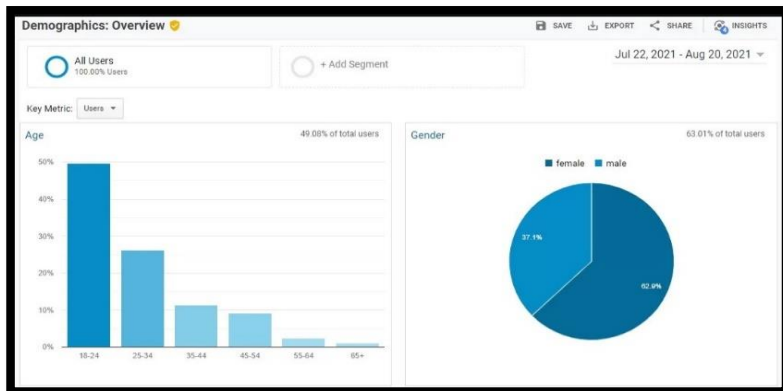 Demographics: Overview
SAVE EXPORT SHARE INSIGHTS
All Users
100.00% Users
+ Add Segment
Jul 22, 2021 - Aug 20, 2021
Key Metric: Users
Age
49.08% of total users
50%
40%
30%
20%
10%
0%
18-24 25-34 35-44 45-54 55-64 65+
Gender
63.01% of total users
female male
37.1%
62.9%